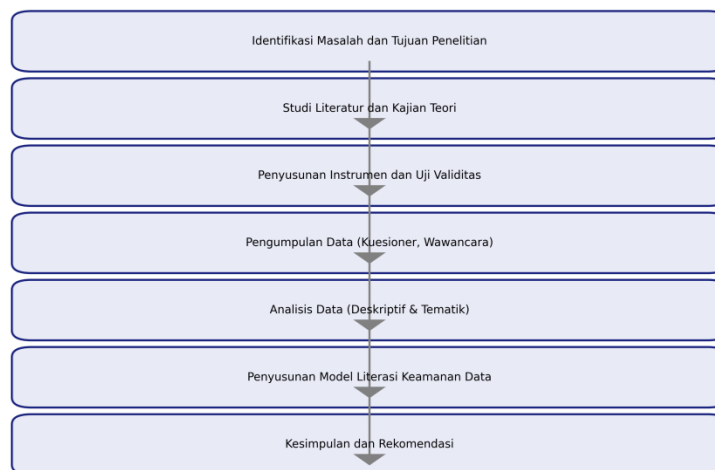 Identifikasi Masalah dan Tujuan Penelitian
Studi Literatur dan Kajian Teori
Penyusunan Instrumen dan Uji Validitas
Pengumpulan Data (Kuesioner, Wawancara)
Analisis Data (Deskriptif & Tematik)
Penyusunan Model Literasi Keamanan Data
Kesimpulan dan Rekomendasi